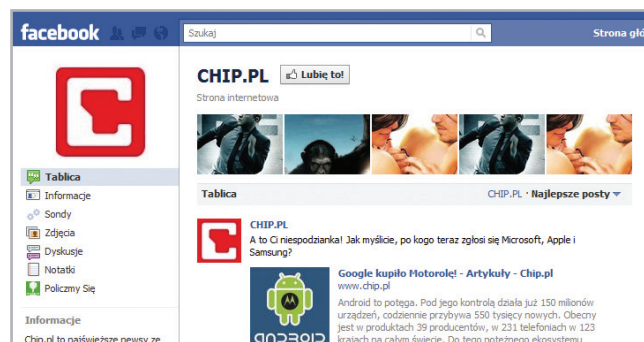 facebook
Szukaj
Strona głó
CHIP.PL
Lubię to!
Strona internetowa
Tablica
Informacje
Sondy
Zdjęcia
Dyskusje
Notatki
Policzmy Się
Informacje
Chip.pl to najświeższe newsy ze
Tablica
CHIP.PL · Najlepsze posty
CHIP.PL
A to Ci niespodzianka! Jak myślicie, po kogo teraz zgłosi się Microsoft, Apple i
Samsung?
ANDROID
Google kupiło Motorolę! - Artykuły - Chip.pl
www.chip.pl
Android to potęga. Pod jego kontrolą działa już 150 milionów
urządzeń, codziennie przybywa 550 tysięcy nowych. Obecny
jest w produktach 39 producentów, w 231 telefoniach w 123
krajach na całym świecie. Do tego potężnego ekosystemu